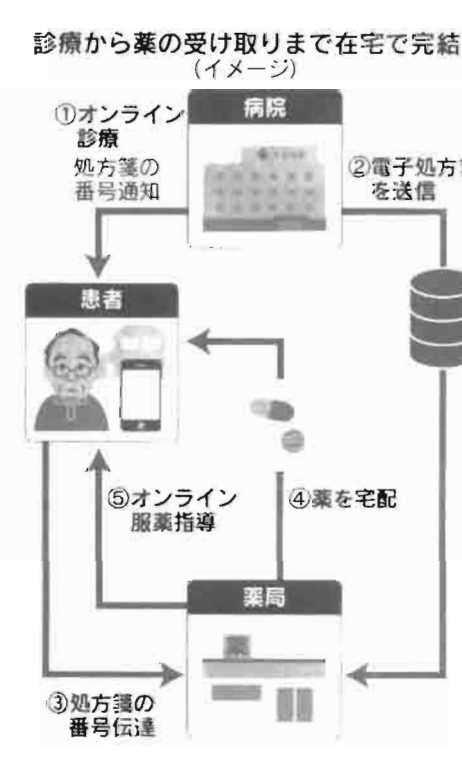 診療から薬の受け取りまで在宅で完結
(イメージ)
病院
①オンライン
診療
処方箋の
番号通知
②電子処方箋
を送信
患者
⑤オンライン
服薬指導
④薬を宅配
薬局
薬
③処方箋の
番号伝達